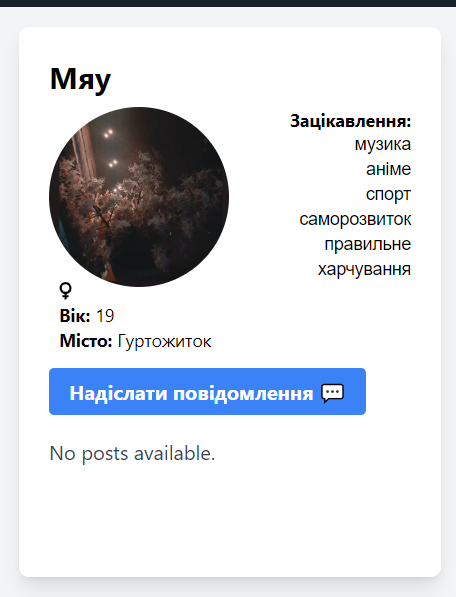 Мяу
Зацікавлення:
музика
аніме
спорт
саморозвиток
правильне
харчування
Вік: 19
Місто: Гуртожиток
Надіслати повідомлення
No posts available.